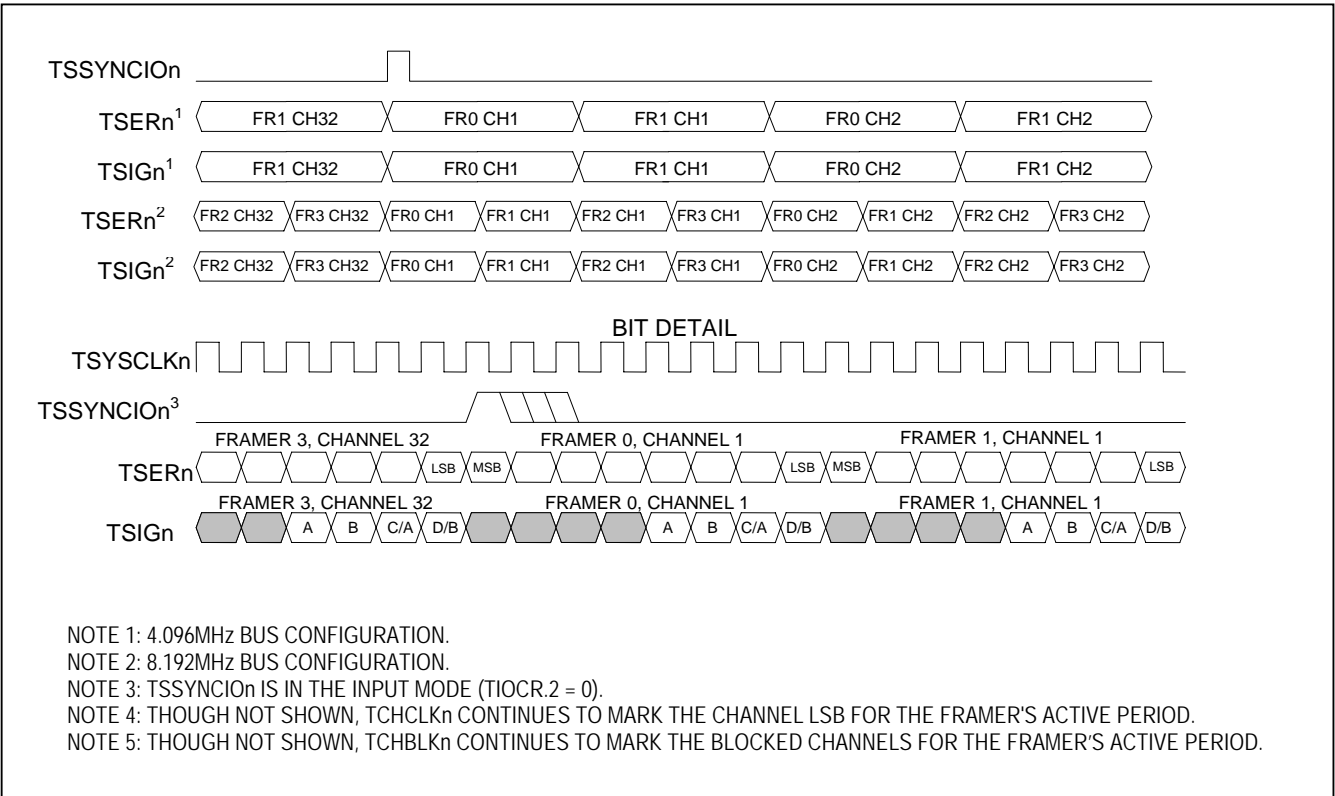 TSSYNCIOn
TSERn¹ FR1 CH32 FR0 CH1 FR1 CH1 FR0 CH2 FR1 CH2
TSIGn¹ FR1 CH32 FR0 CH1 FR1 CH1 FR0 CH2 FR1 CH2
TSERn² FR2 CH32 FR3 CH32 FR0 CH1 FR1 CH1 FR2 CH1 FR3 CH1 FR0 CH2 FR1 CH2 FR2 CH2 FR3 CH2
TSIGn² FR2 CH32 FR3 CH32 FR0 CH1 FR1 CH1 FR2 CH1 FR3 CH1 FR0 CH2 FR1 CH2 FR2 CH2 FR3 CH2
BIT DETAIL
TSYSCLKn
TSSYNCIOn³
FRAMER 3, CHANNEL 32 FRAMER 0, CHANNEL 1 FRAMER 1, CHANNEL 1
TSERn LSB MSB LSB MSB LSB
FRAMER 3, CHANNEL 32 FRAMER 0, CHANNEL 1 FRAMER 1, CHANNEL 1
TSIGn A B C/A D/B A B C/A D/B A B C/A D/B
NOTE 1: 4.096MHz BUS CONFIGURATION.
NOTE 2: 8.192MHz BUS CONFIGURATION.
NOTE 3: TSSYNCIOn IS IN THE INPUT MODE (TIOCR.2 = 0).
NOTE 4: THOUGH NOT SHOWN, TCHCLKn CONTINUES TO MARK THE CHANNEL LSB FOR THE FRAMER'S ACTIVE PERIOD.
NOTE 5: THOUGH NOT SHOWN, TCHBLKn CONTINUES TO MARK THE BLOCKED CHANNELS FOR THE FRAMER’S ACTIVE PERIOD.